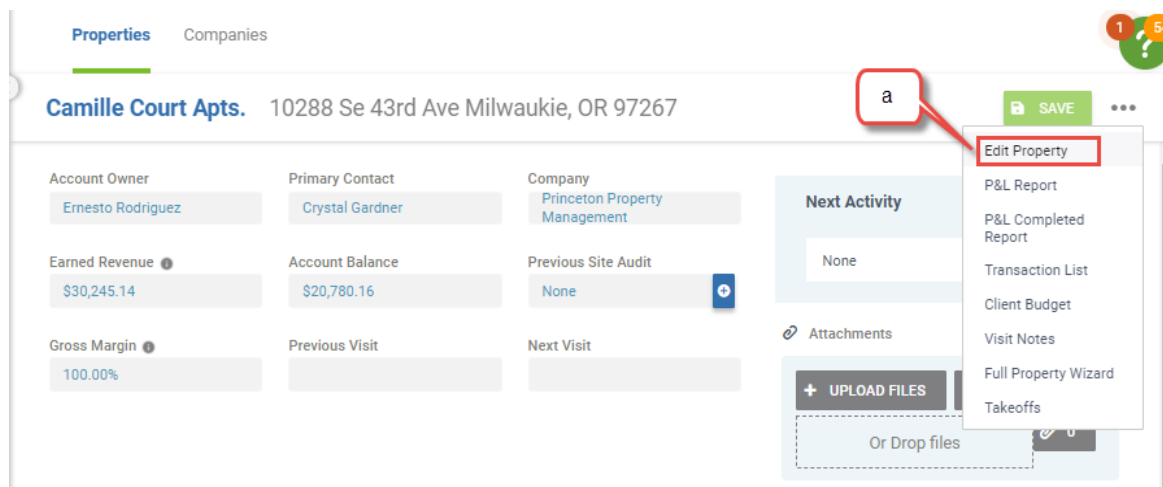 Properties Companies
1 5
?
Camille Court Apts. 10288 Se 43rd Ave Milwaukie, OR 97267
a
SAVE
Edit Property
P&L Report
P&L Completed
Report
Transaction List
Client Budget
Visit Notes
Full Property Wizard
Takeoffs
Account Owner Primary Contact Company
Ernesto Rodriguez Crystal Gardner Princeton Property
Management
Earned Revenue Account Balance Previous Site Audit
$30,245.14 $20,780.16 None
Gross Margin Previous Visit Next Visit
100.00%
Next Activity
None
Attachments
+ UPLOAD FILES
Or Drop files